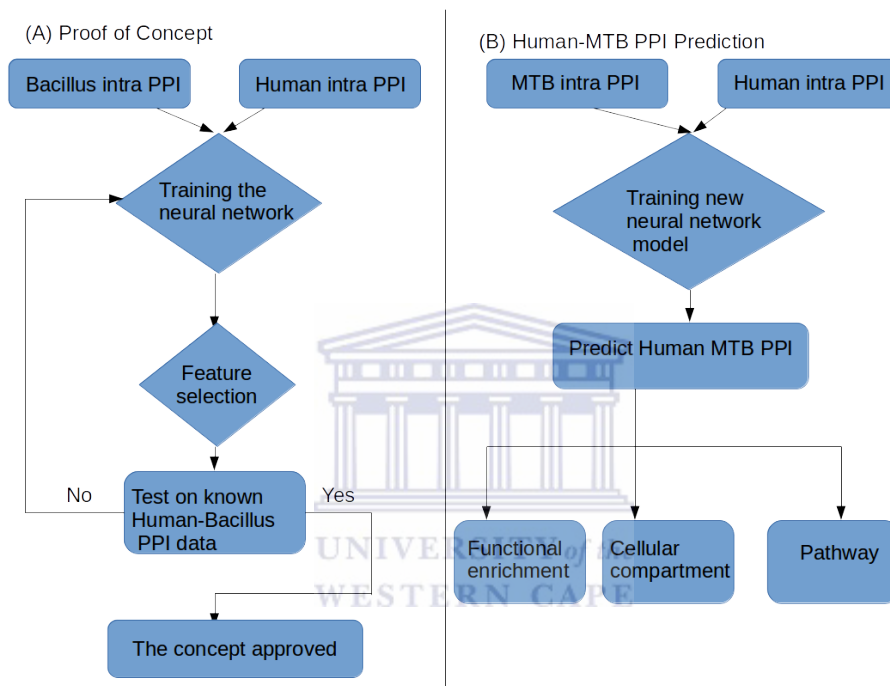 (A) Proof of Concept
Bacillus intra PPI
Human intra PPI
Training the
neural network
Feature
selection
No
Test on known
Human-Bacillus
PPI data
Yes
The concept approved
(B) Human-MTB PPI Prediction
MTB intra PPI
Human intra PPI
Training new
neural network
model
Predict Human MTB PPI
Functional
enrichment
Cellular
compartment
Pathway
UNIVERSITY of the
WESTERN CAPE